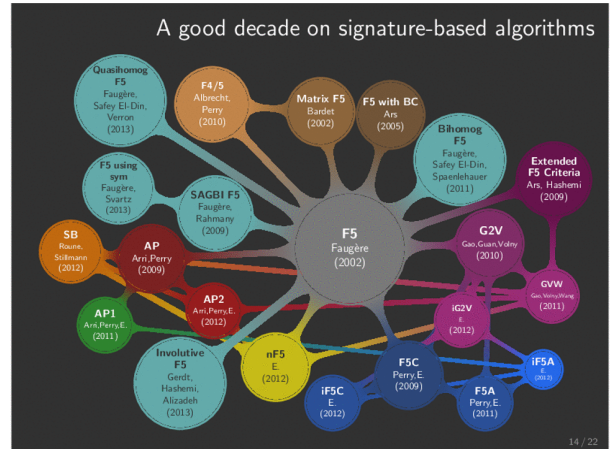 A good decade on signature-based algorithms
Quasihomog
F5
Faugère,
Safey El-Din,
Verron
(2013)
F4/5
Albrecht,
Perry
(2010)
Matrix F5
Bardet
(2002)
F5 with BC
Ars
(2005)
Bihomog
F5
Faugère,
Safey El-Din,
Spaenlehauer
(2011)
Extended
F5 Criteria
Ars, Hashemi
(2009)
F5 using
sym
Faugère,
Svartz
(2013)
SAGBI F5
Faugère,
Rahmany
(2009)
F5
Faugère
(2002)
G2V
Gao,Guan,Volny
(2010)
SB
Roune,
Stillmann
(2012)
AP
Arri,Perry
(2009)
GVW
Gao,Volny,Wang
(2011)
AP1
Arri,Perry,E.
(2011)
AP2
Arri,Perry,E.
(2012)
iG2V
E.
(2012)
Involutive
F5
Gerdt,
Hashemi,
Alizadeh
(2013)
nF5
E.
(2012)
F5C
Perry,E.
(2009)
iF5A
E.
(2012)
iF5C
E.
(2012)
F5A
Perry,E.
(2011)
14 / 22